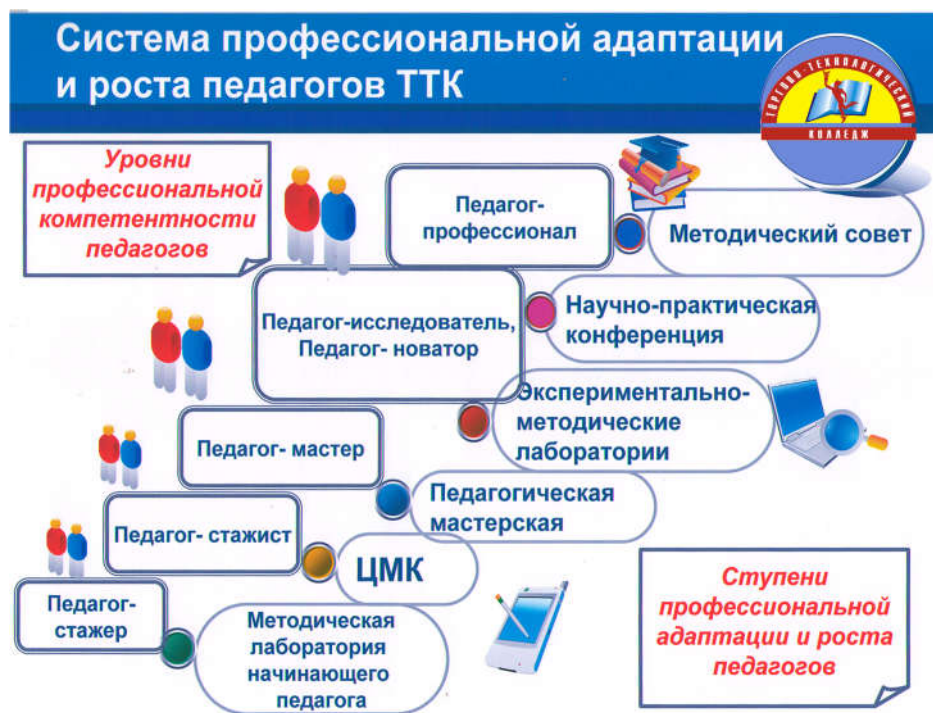 Система профессиональной адаптации
и роста педагогов ТТК
ТОРГОВО-ТЕХНОЛОГИЧЕСКИЙ
КОЛЛЕДЖ
Уровни
профессиональной
компетентности
педагогов
Педагог-
профессионал
Методический совет
Педагог-исследователь,
Педагог- новатор
Научно-практическая
конференция
Экспериментально-
методические
лаборатории
Педагог- мастер
Педагогическая
мастерская
Педагог- стажист
ЦМК
Педагог-
стажер
Методическая
лаборатория
начинающего
педагога
Ступени
профессиональной
адаптации и роста
педагогов